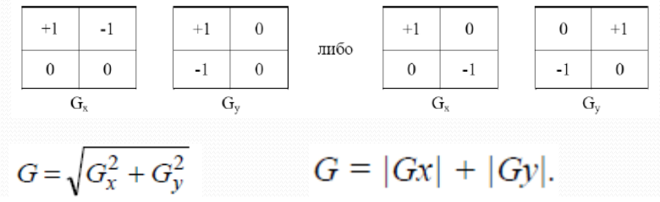 +1 -1 +1 0 +1 0 0 +1
либо
0 0 -1 0 0 -1 -1 0
Gx Gy Gx Gy
G = √(Gx² + Gy²) G = |Gx| + |Gy|.